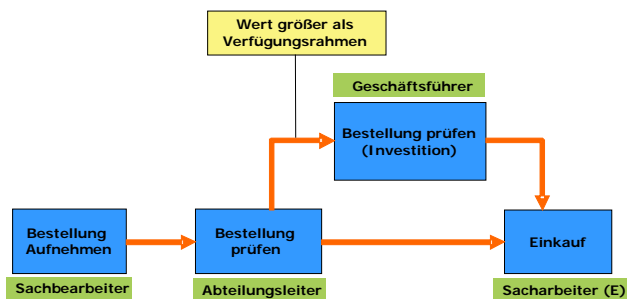 Wert größer als
Verfügungsrahmen
Geschäftsführer
Bestellung prüfen
(Investition)
Bestellung
Aufnehmen
Bestellung
prüfen
Einkauf
Sachbearbeiter
Abteilungsleiter
Sacharbeiter (E)